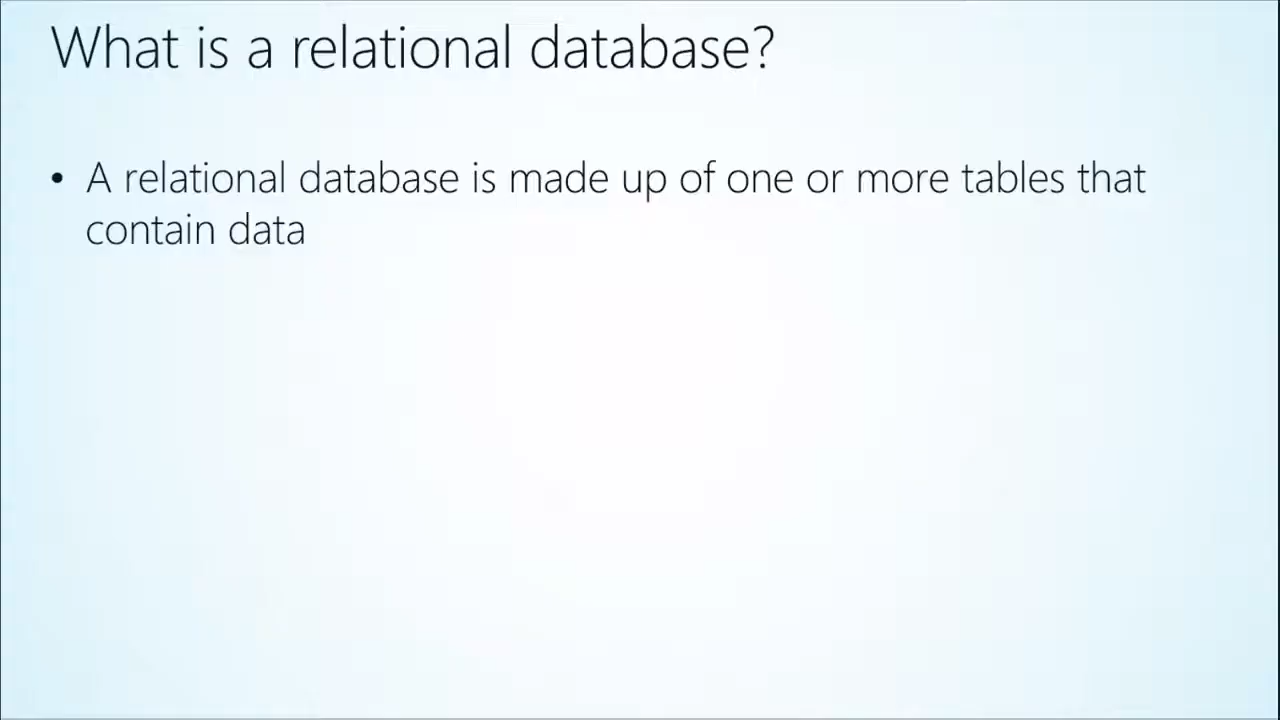 What is a relational database?
• A relational database is made up of one or more tables that
contain data